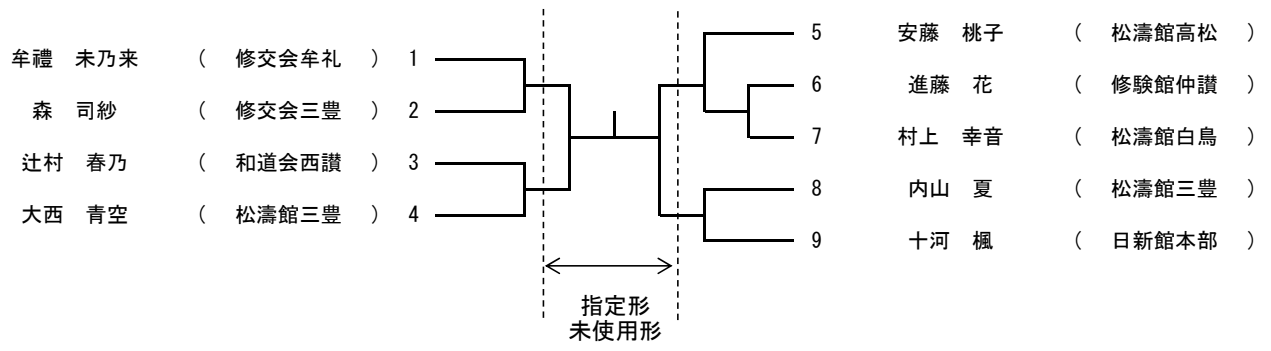 牟禮　未乃来　（　修交会牟礼　）　1
森　司紗　（　修交会三豊　）　2
辻村　春乃　（　和道会西讃　）　3
大西　青空　（　松濤館三豊　）　4
5　安藤　桃子　（　松濤館高松　）
6　進藤　花　（　修験館仲讃　）
7　村上　幸音　（　松濤館白鳥　）
8　内山　夏　（　松濤館三豊　）
9　十河　楓　（　日新館本部　）
指定形
未使用形